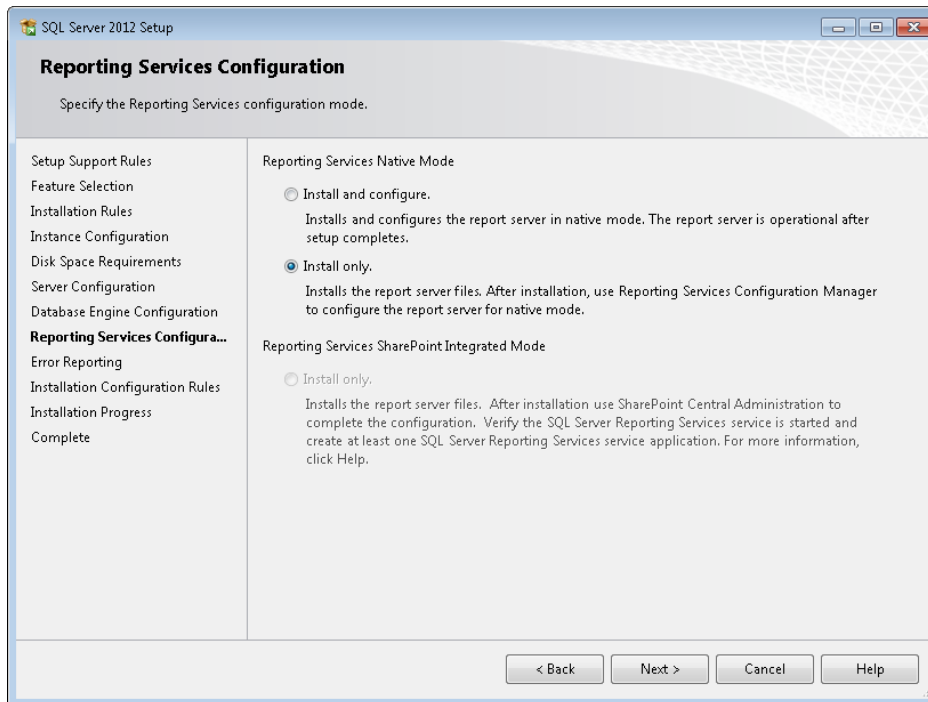 SQL Server 2012 Setup
Reporting Services Configuration
Specify the Reporting Services configuration mode.
Setup Support Rules
Feature Selection
Installation Rules
Instance Configuration
Disk Space Requirements
Server Configuration
Database Engine Configuration
Reporting Services Configura...
Error Reporting
Installation Configuration Rules
Installation Progress
Complete
Reporting Services Native Mode
Install and configure.
Installs and configures the report server in native mode. The report server is operational after
setup completes.
Install only.
Installs the report server files. After installation, use Reporting Services Configuration Manager
to configure the report server for native mode.
Reporting Services SharePoint Integrated Mode
Install only.
Installs the report server files.  After installation use SharePoint Central Administration to
complete the configuration.  Verify the SQL Server Reporting Services service is started and
create at least one SQL Server Reporting Services service application. For more information,
click Help.
< Back
Next >
Cancel
Help